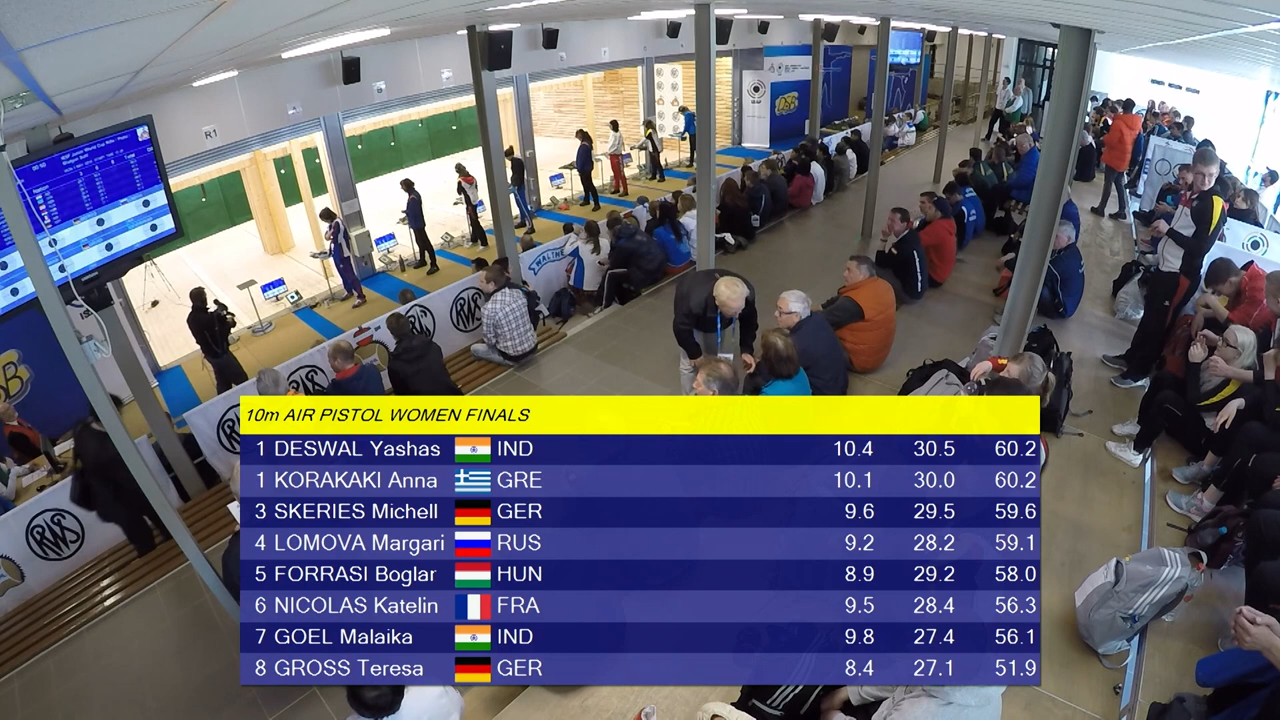 R1
WALTHE
RWS
RWS
RWS
RWS
DSB
10m AIR PISTOL WOMEN FINALS
1 DESWAL Yashas IND 10.4 30.5 60.2
1 KORAKAKI Anna GRE 10.1 30.0 60.2
3 SKERIES Michell GER 9.6 29.5 59.6
4 LOMOVA Margari RUS 9.2 28.2 59.1
5 FORRASI Boglar HUN 8.9 29.2 58.0
6 NICOLAS Katelin FRA 9.5 28.4 56.3
7 GOEL Malaika IND 9.8 27.4 56.1
8 GROSS Teresa GER 8.4 27.1 51.9